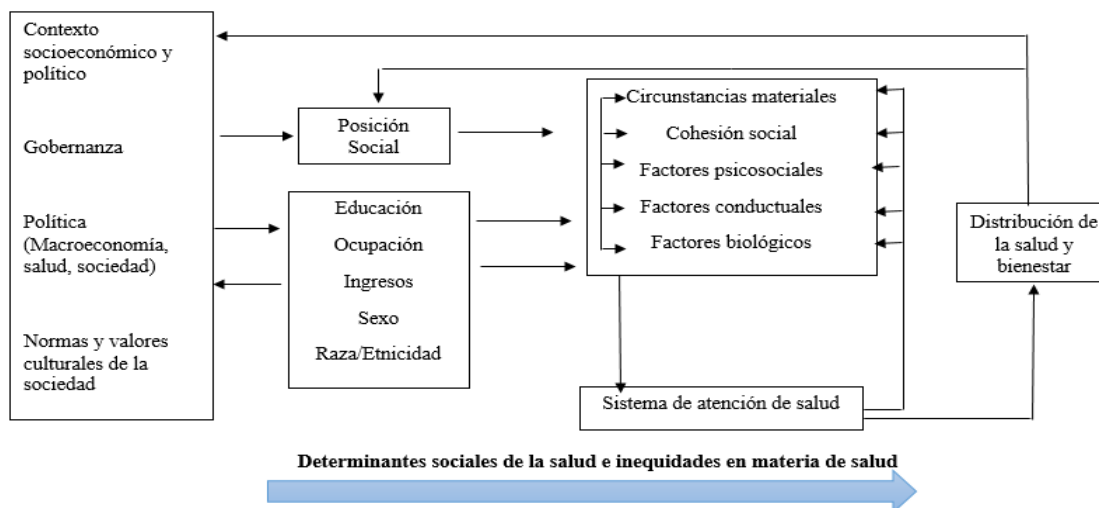 Contexto
socioeconómico y
político
Gobernanza
Política
(Macroeconomía,
salud, sociedad)
Normas y valores
culturales de la
sociedad
Posición
Social
Educación
Ocupación
Ingresos
Sexo
Raza/Etnicidad
Circunstancias materiales
Cohesión social
Factores psicosociales
Factores conductuales
Factores biológicos
Sistema de atención de salud
Distribución de
la salud y
bienestar
Determinantes sociales de la salud e inequidades en materia de salud